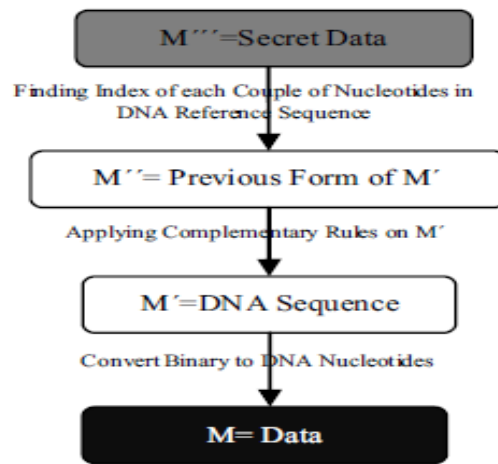 M´´´=Secret Data
Finding Index of each Couple of Nucleotides in
DNA Reference Sequence
M´´= Previous Form of M´
Applying Complementary Rules on M´
M´=DNA Sequence
Convert Binary to DNA Nucleotides
M= Data